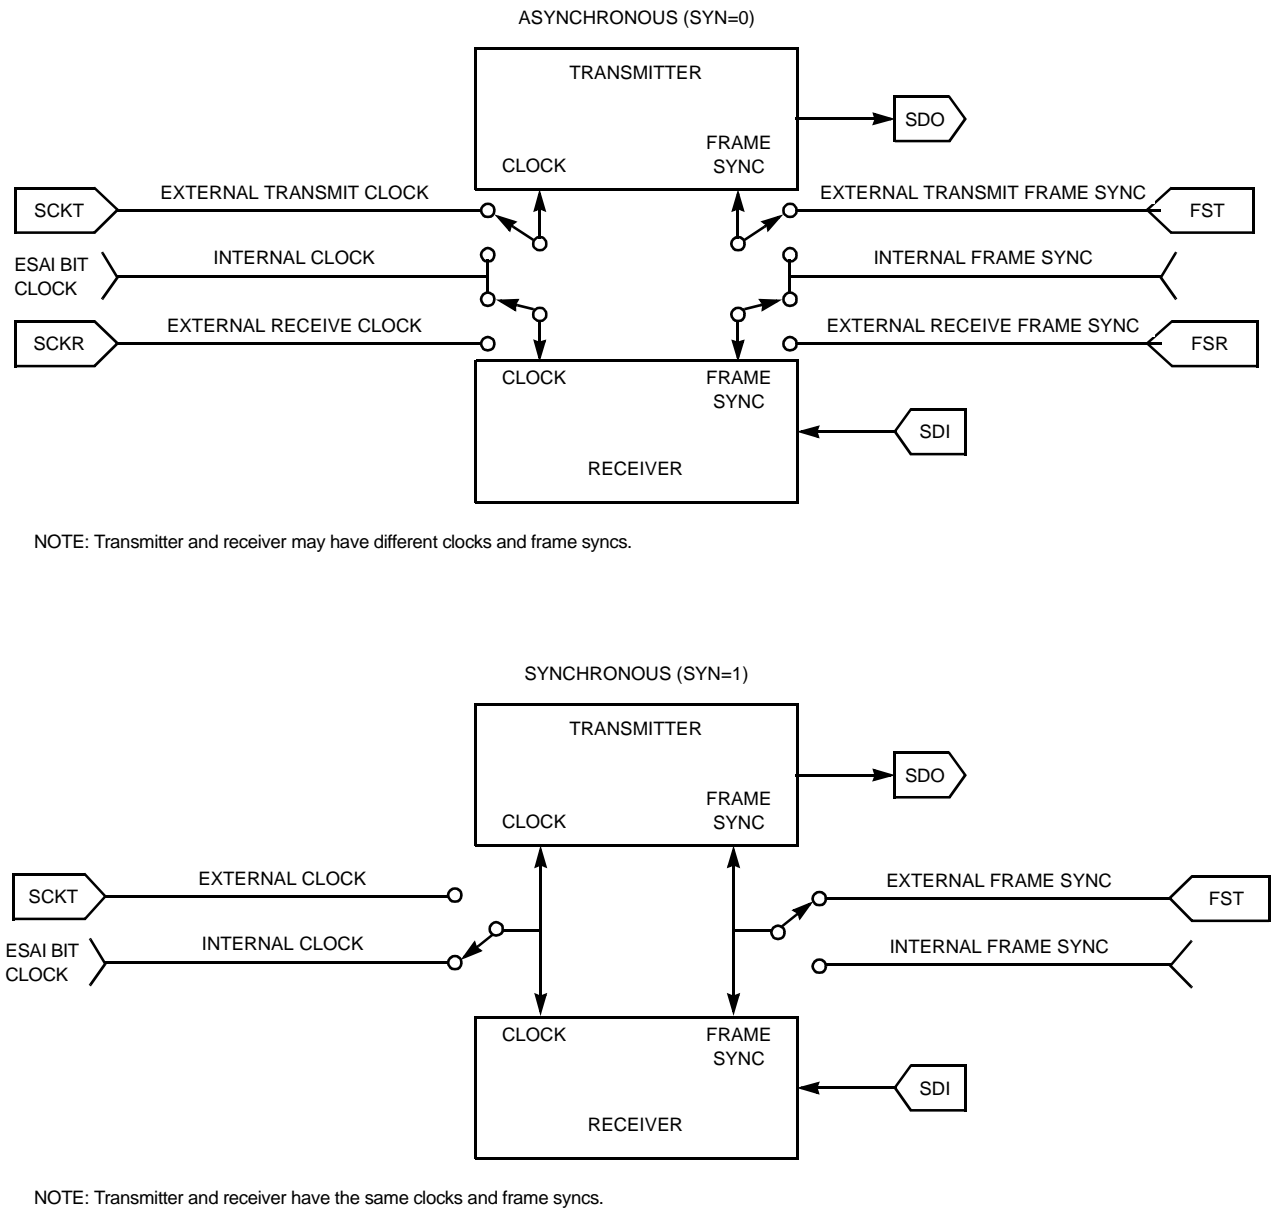 ASYNCHRONOUS (SYN=0)
TRANSMITTER
SDO
FRAME
SYNC
CLOCK
EXTERNAL TRANSMIT CLOCK
EXTERNAL TRANSMIT FRAME SYNC
SCKT
FST
INTERNAL CLOCK
INTERNAL FRAME SYNC
ESAI BIT
CLOCK
EXTERNAL RECEIVE CLOCK
EXTERNAL RECEIVE FRAME SYNC
SCKR
FSR
CLOCK
FRAME
SYNC
SDI
RECEIVER
NOTE: Transmitter and receiver may have different clocks and frame syncs.
SYNCHRONOUS (SYN=1)
TRANSMITTER
SDO
FRAME
SYNC
CLOCK
EXTERNAL CLOCK
EXTERNAL FRAME SYNC
SCKT
FST
INTERNAL CLOCK
INTERNAL FRAME SYNC
ESAI BIT
CLOCK
CLOCK
FRAME
SYNC
SDI
RECEIVER
NOTE: Transmitter and receiver have the same clocks and frame syncs.